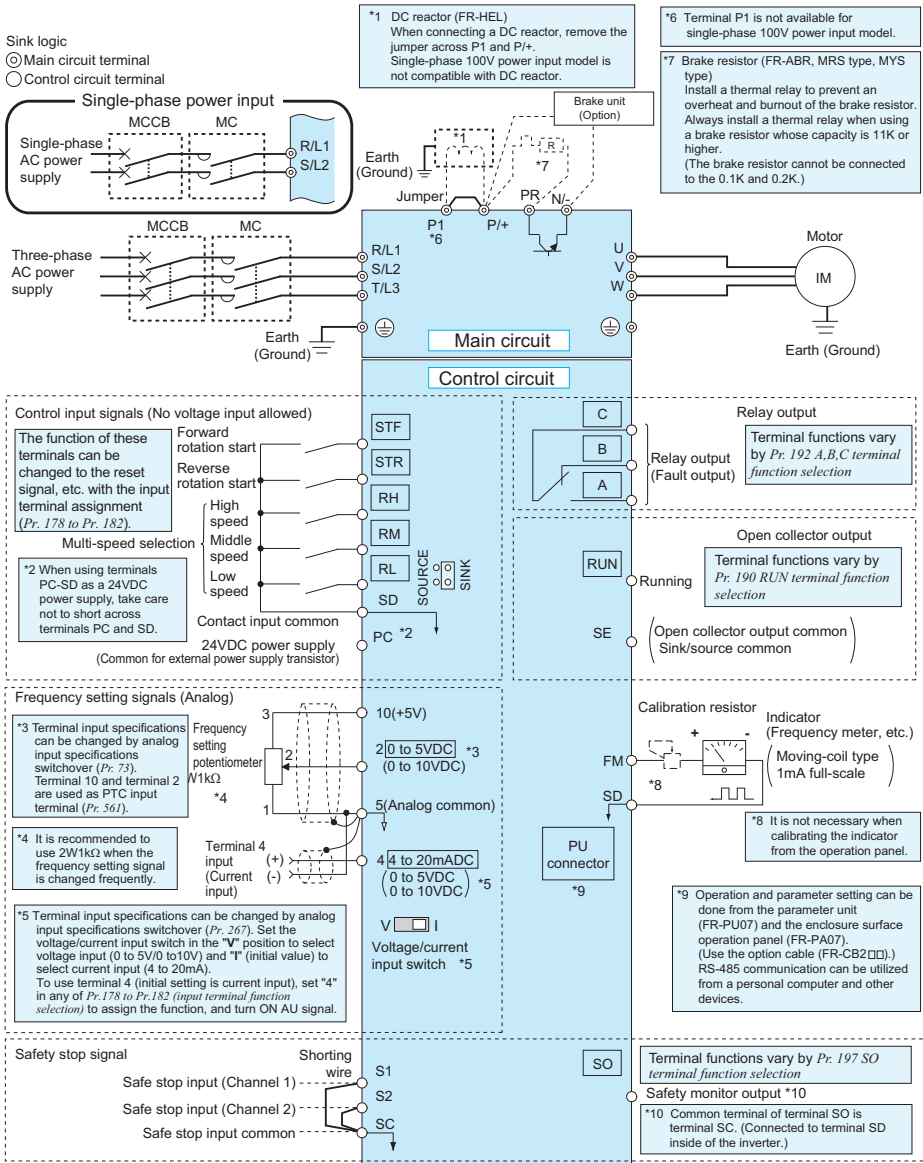 Sink logic
Main circuit terminal
Control circuit terminal
*1 DC reactor (FR-HEL)
When connecting a DC reactor, remove the
jumper across P1 and P/+.
Single-phase 100V power input model is
not compatible with DC reactor.
*6 Terminal P1 is not available for
single-phase 100V power input model.
*7 Brake resistor (FR-ABR, MRS type, MYS
type)
Install a thermal relay to prevent an
overheat and burnout of the brake resistor.
Always install a thermal relay when using
a brake resistor whose capacity is 11K or
higher.
(The brake resistor cannot be connected
to the 0.1K and 0.2K.)
Single-phase power input
MCCB
MC
Single-phase
AC power
supply
R/L1
S/L2
Earth
(Ground)
*1
Brake unit
(Option)
R
*7
Jumper
P1
*6
P/+
PR
N/-
MCCB
MC
Three-phase
AC power
supply
R/L1
S/L2
T/L3
Earth
(Ground)
U
V
W
Motor
IM
Earth (Ground)
Main circuit
Control circuit
Control input signals (No voltage input allowed)
The function of these
terminals can be
changed to the reset
signal, etc. with the input
terminal assignment
(Pr. 178 to Pr. 182).
Forward
rotation start
Reverse
rotation start
Multi-speed selection
High
speed
Middle
speed
Low
speed
*2 When using terminals
PC-SD as a 24VDC
power supply, take care
not to short across
terminals PC and SD.
Contact input common
24VDC power supply
(Common for external power supply transistor)
STF
STR
RH
RM
RL
SD
PC *2
SOURCE
SINK
C
B
A
Relay output
Relay output
(Fault output)
Terminal functions vary
by Pr. 192 A,B,C terminal
function selection
Open collector output
RUN
Running
Terminal functions vary by
Pr. 190 RUN terminal function
selection
SE
Open collector output common
Sink/source common
Frequency setting signals (Analog)
*3 Terminal input specifications
can be changed by analog
input specifications
switchover (Pr. 73).
Terminal 10 and terminal 2
are used as PTC input
terminal (Pr. 561).
Frequency
setting
potentiometer
W1kΩ
*4
3
2
1
10(+5V)
2 0 to 5VDC *3
(0 to 10VDC)
5(Analog common)
*4 It is recommended to
use 2W1kΩ when the
frequency setting signal
is changed frequently.
Terminal 4
input
(Current
input)
(+)
(-)
4 4 to 20mADC
0 to 5VDC
0 to 10VDC
*5
V
I
Voltage/current
input switch *5
*5 Terminal input specifications can be changed by analog
input specifications switchover (Pr. 267). Set the
voltage/current input switch in the "V" position to select
voltage input (0 to 5V/0 to10V) and "I" (initial value) to
select current input (4 to 20mA).
To use terminal 4 (initial setting is current input), set "4"
in any of Pr.178 to Pr.182 (input terminal function
selection) to assign the function, and turn ON AU signal.
Calibration resistor
+
-
Indicator
(Frequency meter, etc.)
Moving-coil type
1mA full-scale
FM
*8
SD
*8 It is not necessary when
calibrating the indicator
from the operation panel.
PU
connector
*9
*9 Operation and parameter setting can be
done from the parameter unit
(FR-PU07) and the enclosure surface
operation panel (FR-PA07).
(Use the option cable (FR-CB2□□).)
RS-485 communication can be utilized
from a personal computer and other
devices.
Safety stop signal
Shorting
wire
Safe stop input (Channel 1)
Safe stop input (Channel 2)
Safe stop input common
S1
S2
SC
SO
Terminal functions vary by Pr. 197 SO
terminal function selection
Safety monitor output *10
*10 Common terminal of terminal SO is
terminal SC. (Connected to terminal SD
inside of the inverter.)